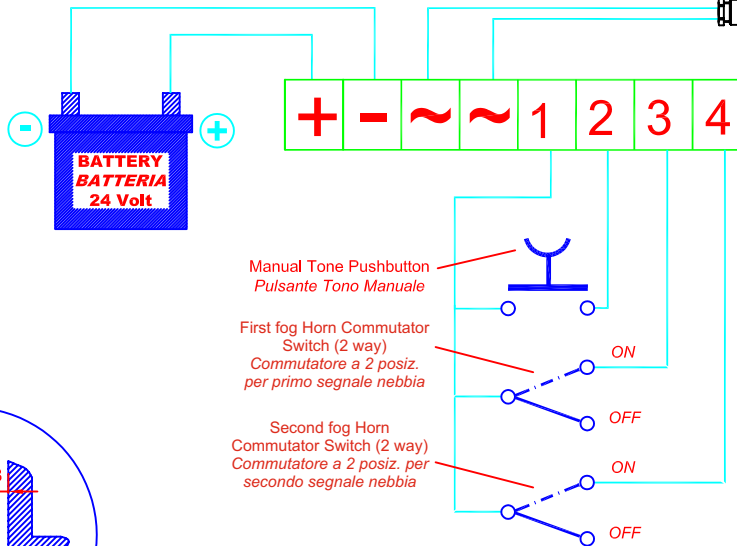 + - ~ ~ 1 2 3 4
- +
BATTERY
BATTERIA
24 Volt
Manual Tone Pushbutton
Pulsante Tono Manuale
First fog Horn Commutator
Switch (2 way)
Commutatore a 2 posiz.
per primo segnale nebbia
ON
OFF
Second fog Horn
Commutator Switch (2 way)
Commutatore a 2 posiz. per
secondo segnale nebbia
ON
OFF